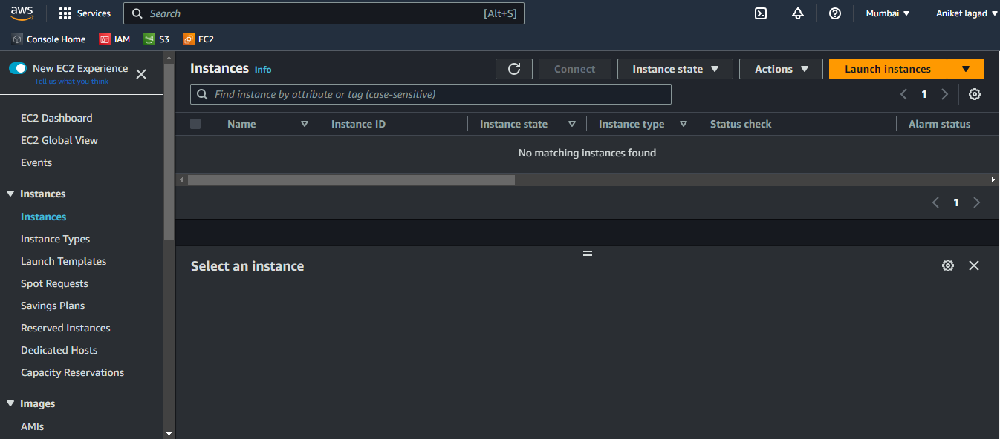 aws Services Search [Alt+S] Mumbai Aniket lagad
Console Home IAM S3 EC2
New EC2 Experience
Tell us what you think
EC2 Dashboard
EC2 Global View
Events
Instances
Instances
Instance Types
Launch Templates
Spot Requests
Savings Plans
Reserved Instances
Dedicated Hosts
Capacity Reservations
Images
AMIs
Instances Info Connect Instance state Actions Launch instances
Find instance by attribute or tag (case-sensitive) 1
Name Instance ID Instance state Instance type Status check Alarm status
No matching instances found
1
Select an instance